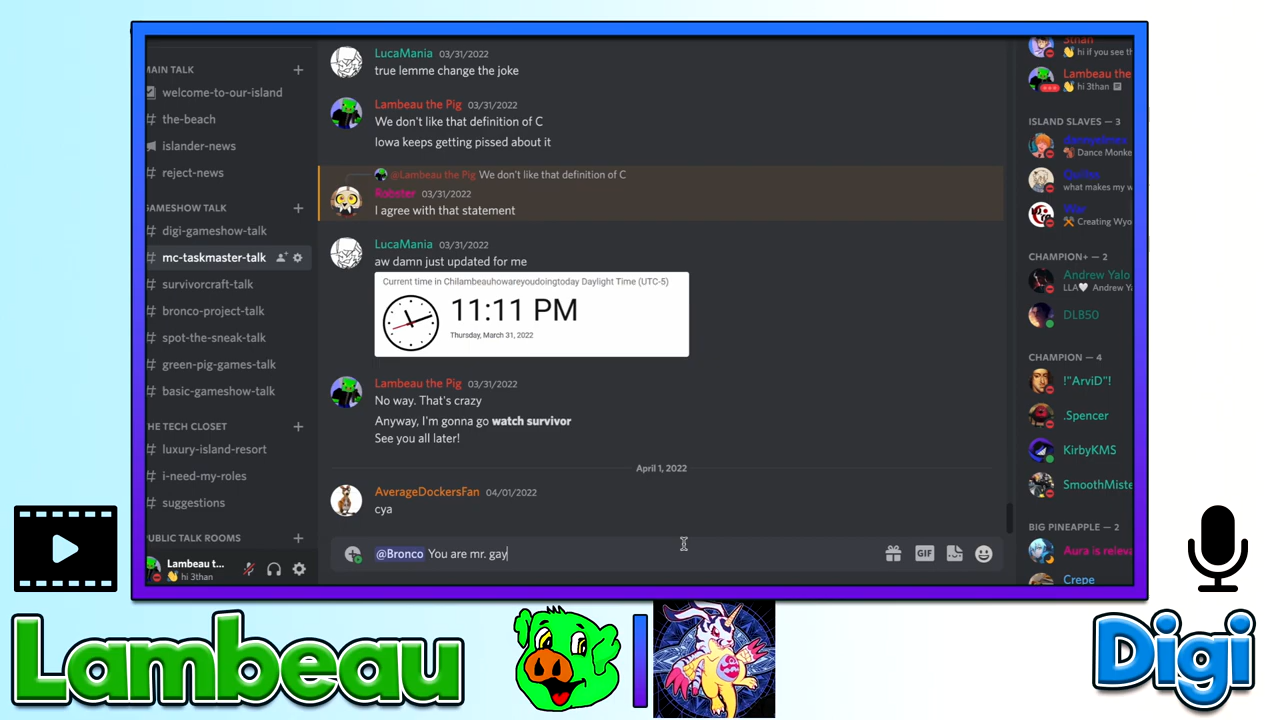 MAIN TALK
welcome-to-our-island
the-beach
islander-news
reject-news
GAMESHOW TALK
digi-gameshow-talk
mc-taskmaster-talk
survivorcraft-talk
bronco-project-talk
spot-the-sneak-talk
green-pig-games-talk
basic-gameshow-talk
THE TECH CLOSET
luxury-island-resort
i-need-my-roles
suggestions
PUBLIC TALK ROOMS
Lambeau t...
hi 3than
LucaMania 03/31/2022
true lemme change the joke
Lambeau the Pig 03/31/2022
We don't like that definition of C
Iowa keeps getting pissed about it
@Lambeau the Pig We don't like that definition of C
Robster 03/31/2022
I agree with that statement
LucaMania 03/31/2022
aw damn just updated for me
Current time in Chilambeauhowareyoudoingtoday Daylight Time (UTC-5)
11:11 PM
Thursday, March 31, 2022
Lambeau the Pig 03/31/2022
No way. That's crazy
Anyway, I'm gonna go watch survivor
See you all later!
April 1, 2022
AverageDockersFan 04/01/2022
cya
@Bronco You are mr. gay
GIF
3than
hi if you see th
Lambeau the
hi 3than
ISLAND SLAVES — 3
Dance Monke
Quilles
what makes my w
War
Creating Wyo
CHAMPION+ — 2
Andrew Yalo
LLA Andrew Ya
DLB50
CHAMPION — 4
!"ArviD"!
.Spencer
KirbyKMS
SmoothMiste
BIG PINEAPPLE — 2
Aura is releva
Crepe
Lambeau
Digi